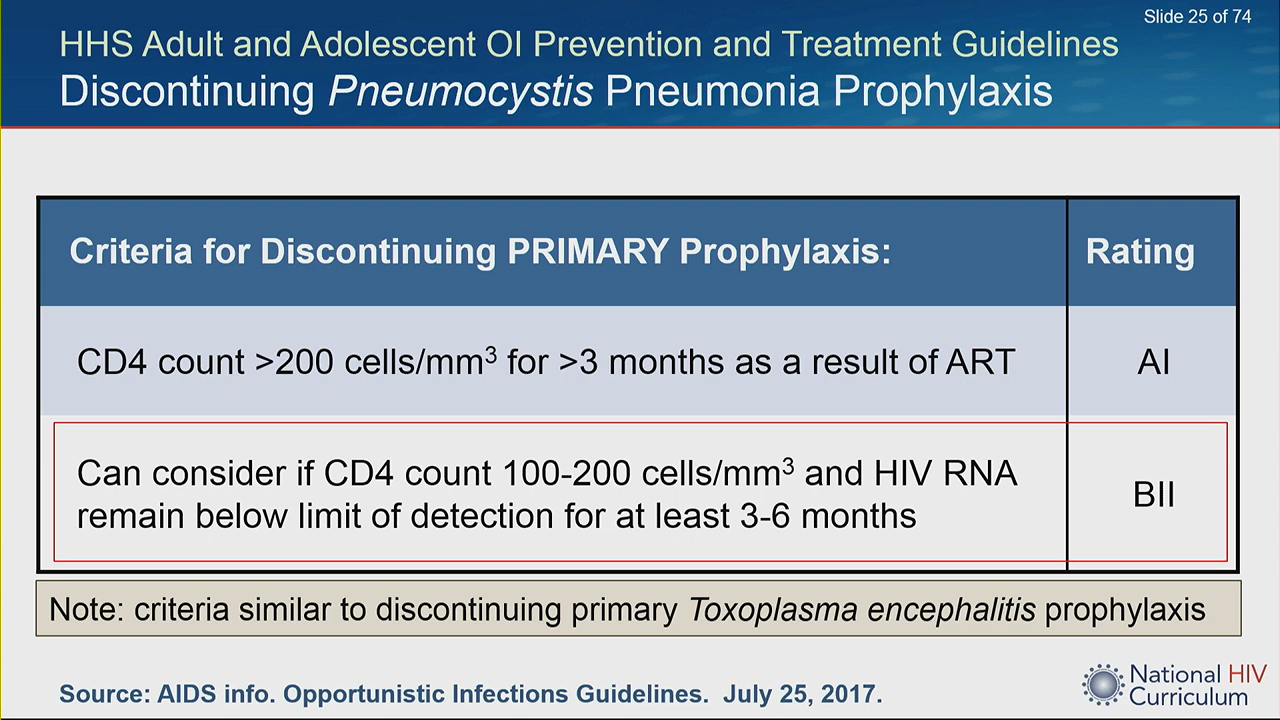 Slide 25 of 74
HHS Adult and Adolescent OI Prevention and Treatment Guidelines
Discontinuing Pneumocystis Pneumonia Prophylaxis
Criteria for Discontinuing PRIMARY Prophylaxis:
Rating
CD4 count >200 cells/mm³ for >3 months as a result of ART
AI
Can consider if CD4 count 100-200 cells/mm³ and HIV RNA
remain below limit of detection for at least 3-6 months
BII
Note: criteria similar to discontinuing primary Toxoplasma encephalitis prophylaxis
Source: AIDS info. Opportunistic Infections Guidelines. July 25, 2017.
National HIV
Curriculum